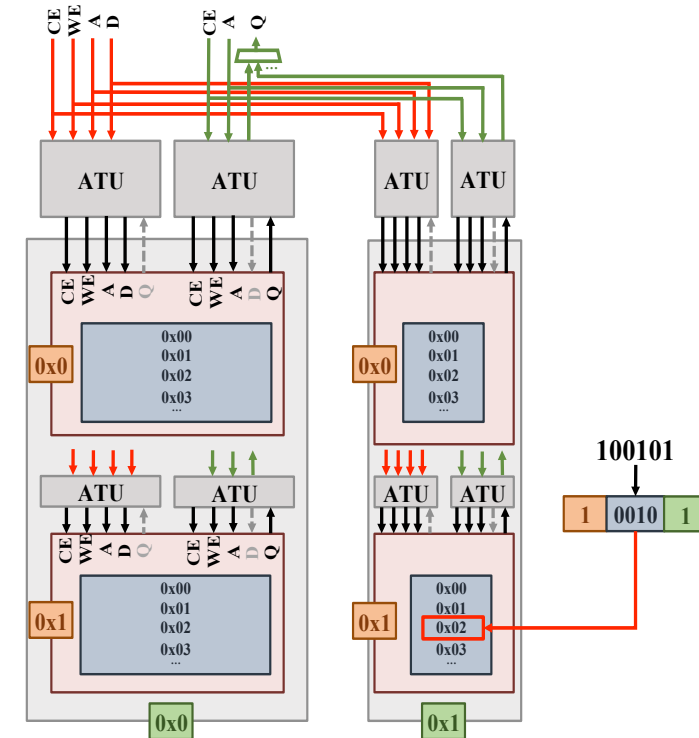 CE WE A D CE A Q
...
ATU ATU ATU ATU
CE WE A D Q CE WE A D Q
0x0
0x00
0x01
0x02
0x03
...
0x0
0x00
0x01
0x02
0x03
...
ATU ATU ATU ATU
CE WE A D Q CE WE A D Q
0x1
0x00
0x01
0x02
0x03
...
0x1
0x00
0x01
0x02
0x03
...
0x0 0x1
100101
1 0010 1